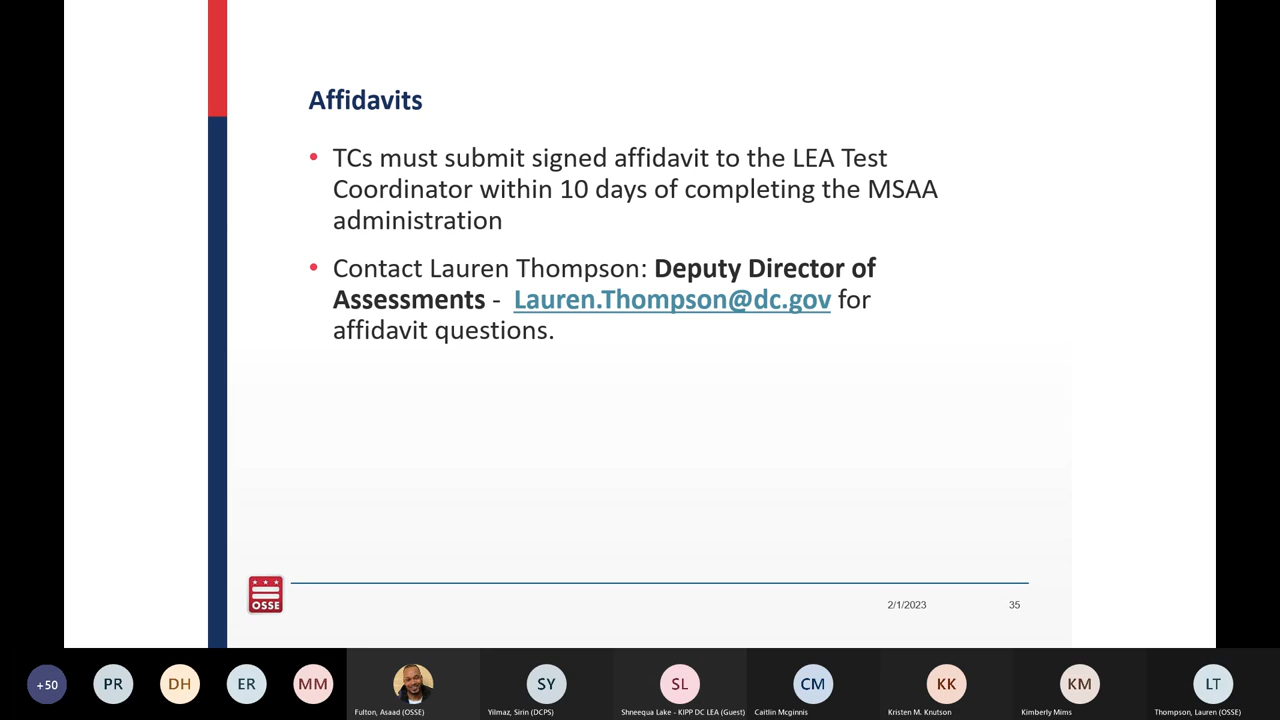 Affidavits
• TCs must submit signed affidavit to the LEA Test
Coordinator within 10 days of completing the MSAA
administration
• Contact Lauren Thompson: Deputy Director of
Assessments - Lauren.Thompson@dc.gov for
affidavit questions.
OSSE
2/1/2023 35
+50 PR DH ER MM SY SL CM KK KM LT
Fulton, Asaad (OSSE) Yilmaz, Sirin (DCPS) Shneequa Lake - KIPP DC LEA (Guest) Caitlin Mcginnis Kristen M. Knutson Kimberly Mims Thompson, Lauren (OSSE)